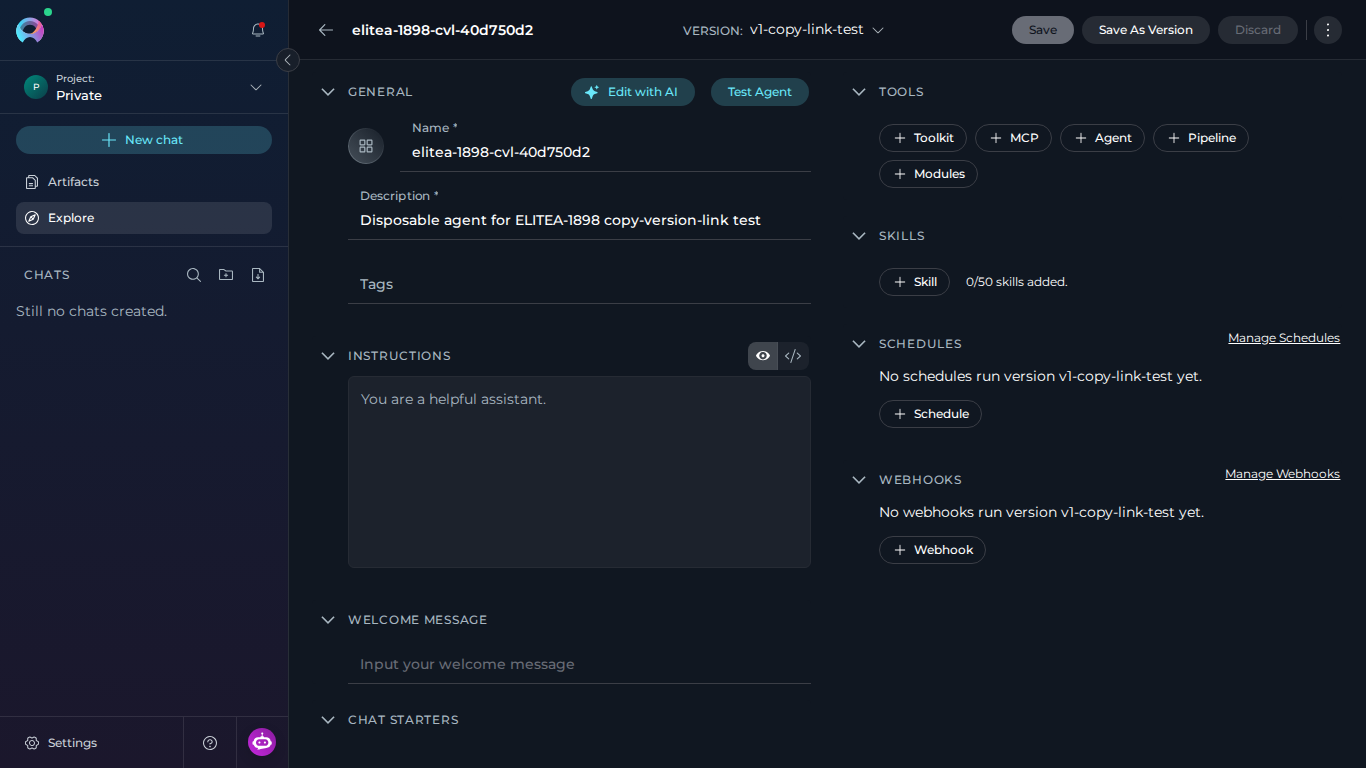 elitea-1898-cvl-40d750d2
VERSION: v1-copy-link-test
Save
Save As Version
Discard
Project:
P
Private
New chat
Artifacts
Explore
CHATS
Still no chats created.
Settings
GENERAL
Edit with AI
Test Agent
Name *
elitea-1898-cvl-40d750d2
Description *
Disposable agent for ELITEA-1898 copy-version-link test
Tags
INSTRUCTIONS
You are a helpful assistant.
WELCOME MESSAGE
Input your welcome message
CHAT STARTERS
TOOLS
Toolkit
MCP
Agent
Pipeline
Modules
SKILLS
Skill
0/50 skills added.
SCHEDULES
Manage Schedules
No schedules run version v1-copy-link-test yet.
Schedule
WEBHOOKS
Manage Webhooks
No webhooks run version v1-copy-link-test yet.
Webhook